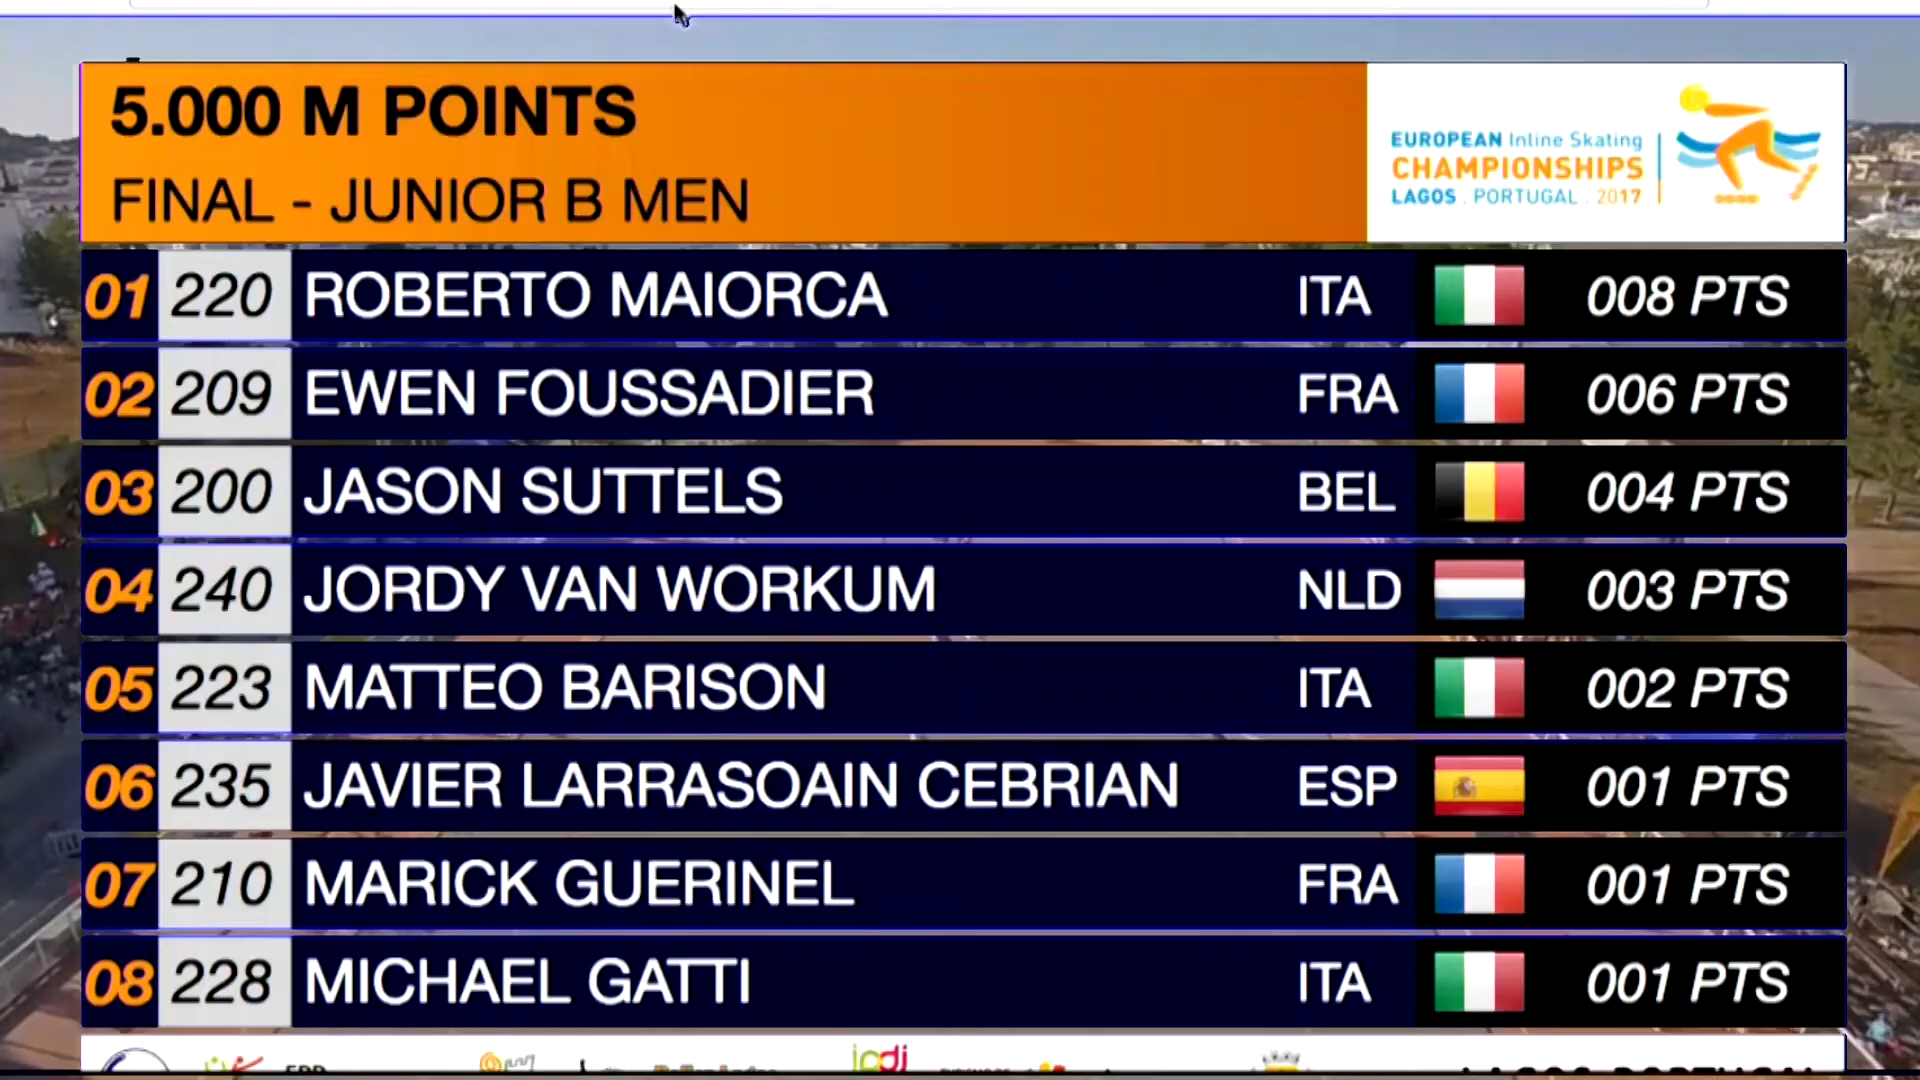 5.000 M POINTS
FINAL - JUNIOR B MEN
EUROPEAN Inline Skating
CHAMPIONSHIPS
LAGOS . PORTUGAL . 2017
01 220 ROBERTO MAIORCA ITA 008 PTS
02 209 EWEN FOUSSADIER FRA 006 PTS
03 200 JASON SUTTELS BEL 004 PTS
04 240 JORDY VAN WORKUM NLD 003 PTS
05 223 MATTEO BARISON ITA 002 PTS
06 235 JAVIER LARRASOAIN CEBRIAN ESP 001 PTS
07 210 MARICK GUERINEL FRA 001 PTS
08 228 MICHAEL GATTI ITA 001 PTS